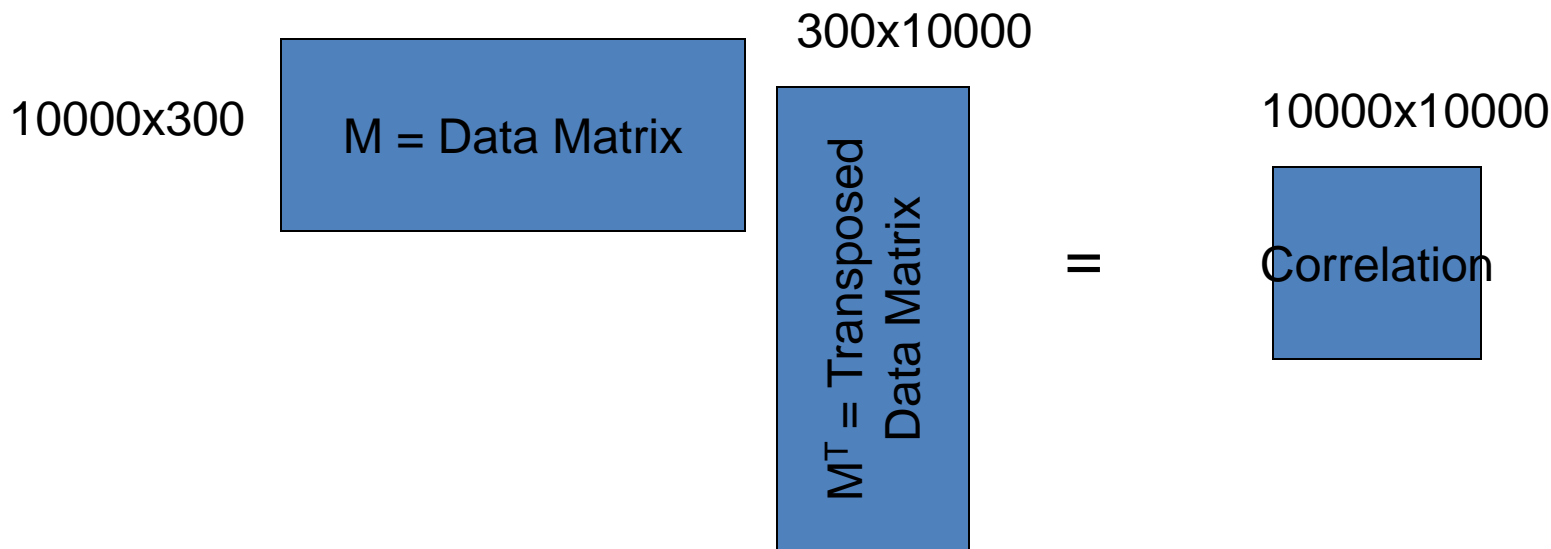 300x10000
10000x300
M = Data Matrix
10000x10000
Mᵀ = Transposed
Data Matrix
=
Correlation